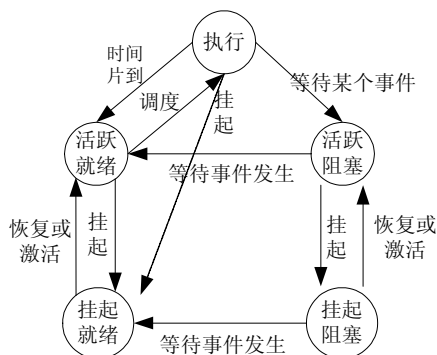 执行
时间
片到
调度
挂
起
等待某个事件
活跃
就绪
活跃
阻塞
等待事件发生
恢复或
激活
挂
起
挂
起
恢复或
激活
挂起
就绪
挂起
阻塞
等待事件发生